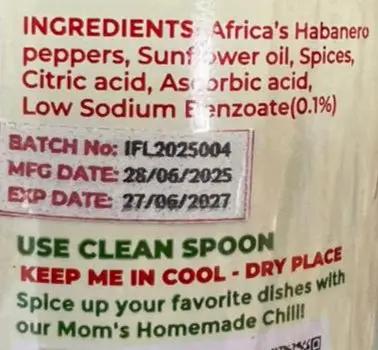 INGREDIENTS: Africa's Habanero
peppers, Sunflower oil, Spices,
Citric acid, Ascorbic acid,
Low Sodium Benzoate(0.1%)
BATCH No: IFL2025004
MFG DATE: 28/06/2025
EXP DATE: 27/06/2027
USE CLEAN SPOON
KEEP ME IN COOL - DRY PLACE
Spice up your favorite dishes with
our Mom's Homemade Chili!